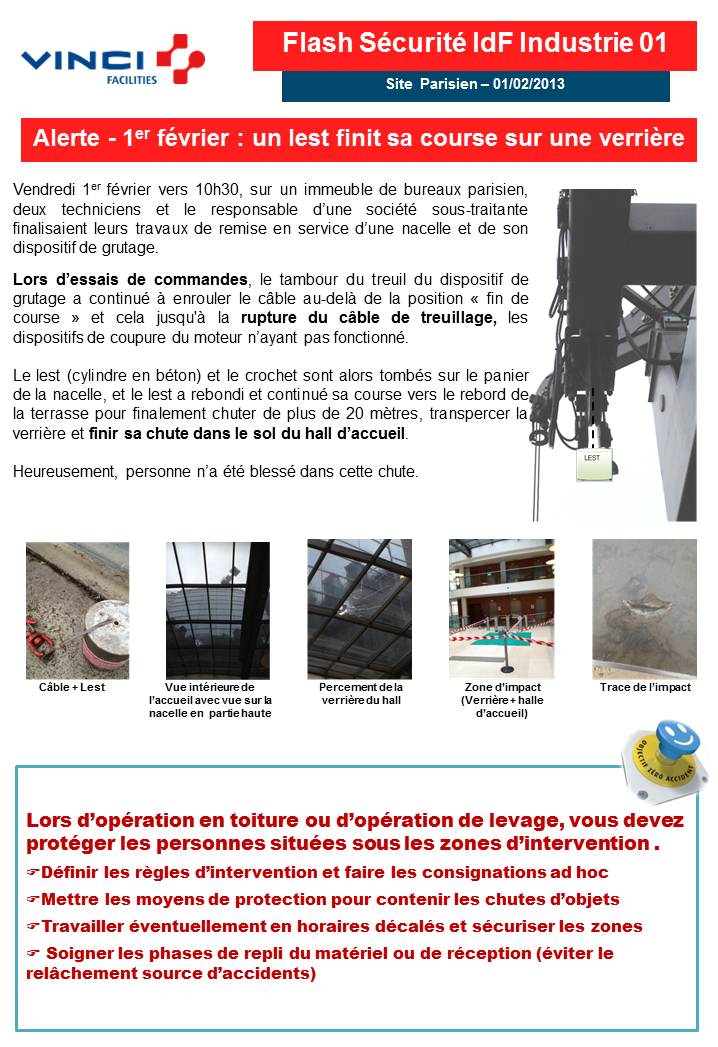 VINCI
FACILITIES
Flash Sécurité IdF Industrie 01
Site Parisien – 01/02/2013
Alerte - 1er février : un lest finit sa course sur une verrière
Vendredi 1er février vers 10h30, sur un immeuble de bureaux parisien,
deux techniciens et le responsable d’une société sous-traitante
finalisaient leurs travaux de remise en service d’une nacelle et de son
dispositif de grutage.
Lors d’essais de commandes, le tambour du treuil du dispositif de
grutage a continué à enrouler le câble au-delà de la position « fin de
course » et cela jusqu'à la rupture du câble de treuillage, les
dispositifs de coupure du moteur n’ayant pas fonctionné.
Le lest (cylindre en béton) et le crochet sont alors tombés sur le panier
de la nacelle, et le lest a rebondi et continué sa course vers le rebord de
la terrasse pour finalement chuter de plus de 20 mètres, transpercer la
verrière et finir sa chute dans le sol du hall d’accueil.
Heureusement, personne n’a été blessé dans cette chute.
LEST
Câble + Lest
Vue intérieure de
l’accueil avec vue sur la
nacelle en partie haute
Percement de la
verrière du hall
Zone d’impact
(Verrière + halle
d’accueil)
Trace de l’impact
OBJECTIF ZÉRO ACCIDENT
Lors d’opération en toiture ou d’opération de levage, vous devez
protéger les personnes situées sous les zones d’intervention .
☞Définir les règles d’intervention et faire les consignations ad hoc
☞Mettre les moyens de protection pour contenir les chutes d’objets
☞Travailler éventuellement en horaires décalés et sécuriser les zones
☞ Soigner les phases de repli du matériel ou de réception (éviter le
relâchement source d’accidents)